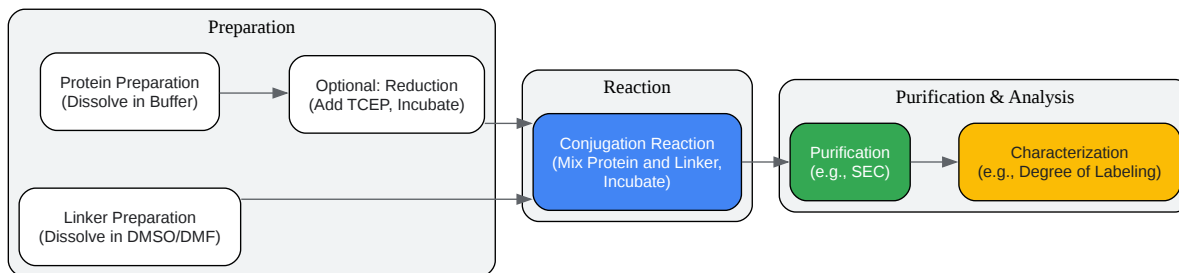 Preparation
Protein Preparation
(Dissolve in Buffer)
Optional: Reduction
(Add TCEP, Incubate)
Linker Preparation
(Dissolve in DMSO/DMF)
Reaction
Conjugation Reaction
(Mix Protein and Linker,
Incubate)
Purification & Analysis
Purification
(e.g., SEC)
Characterization
(e.g., Degree of Labeling)